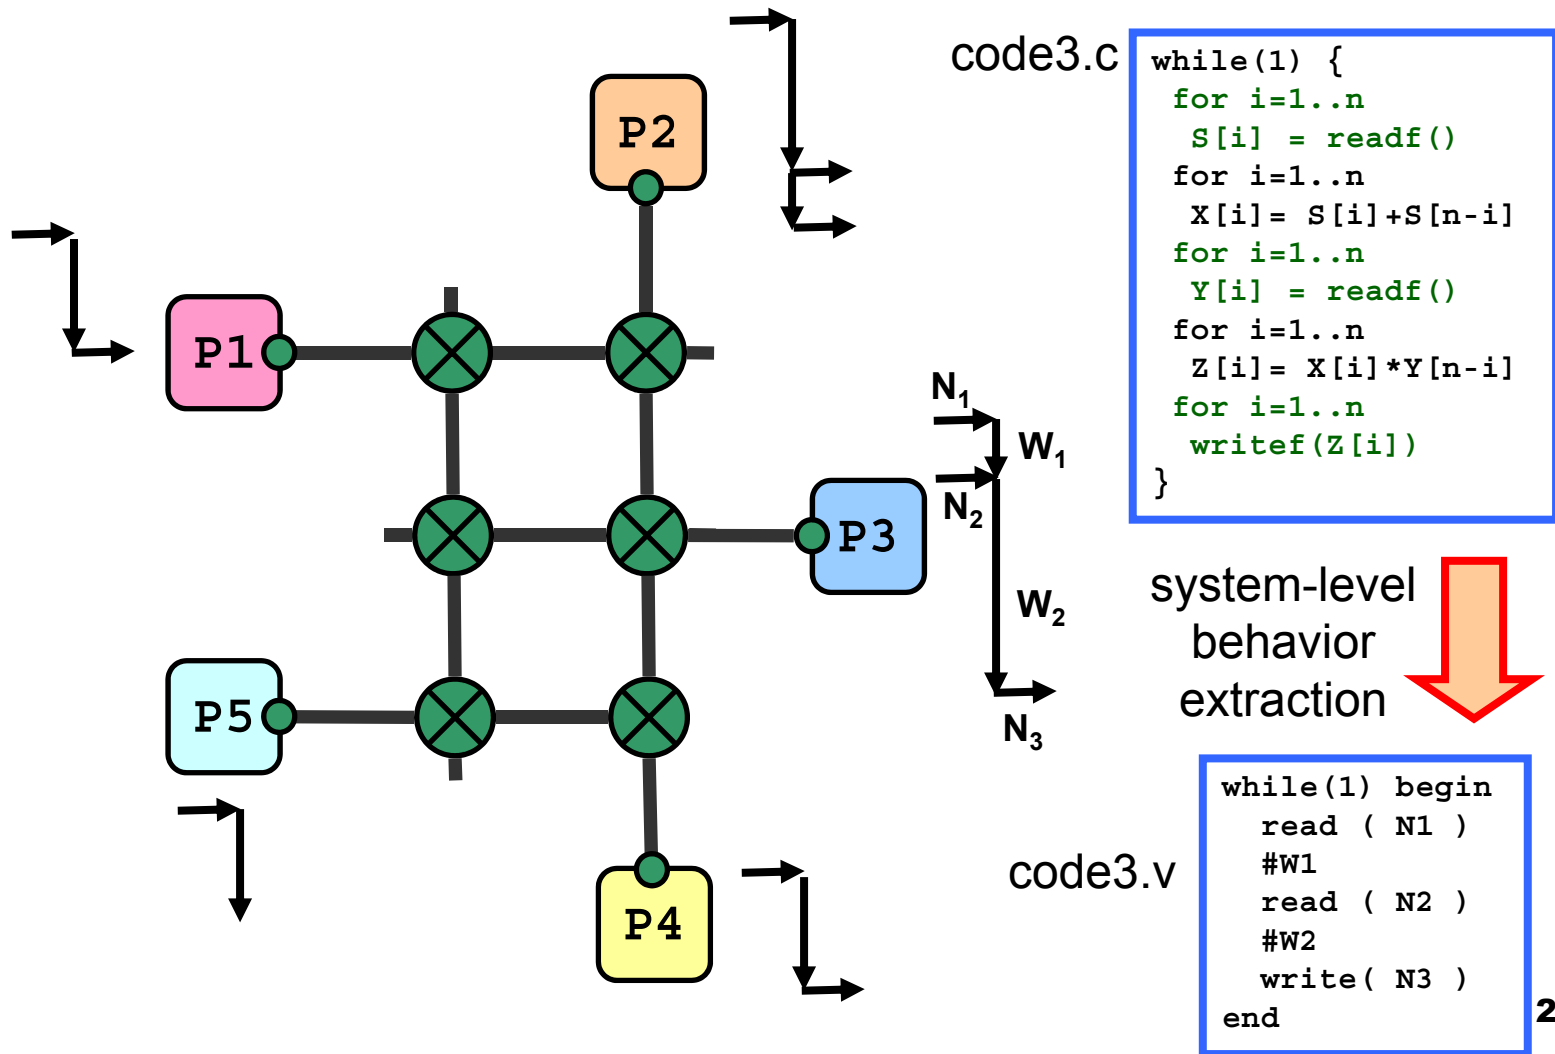 code3.c
while(1) {
for i=1..n
S[i] = readf()
for i=1..n
X[i]= S[i]+S[n-i]
for i=1..n
Y[i] = readf()
for i=1..n
Z[i]= X[i]*Y[n-i]
for i=1..n
writef(Z[i])
}
P2
P1
N1
W1
N2
P3
W2
N3
P5
P4
system-level
behavior
extraction
code3.v
while(1) begin
read ( N1 )
#W1
read ( N2 )
#W2
write( N3 )
end
2